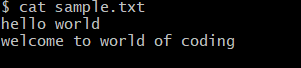 $ cat sample.txt
hello world
welcome to world of coding